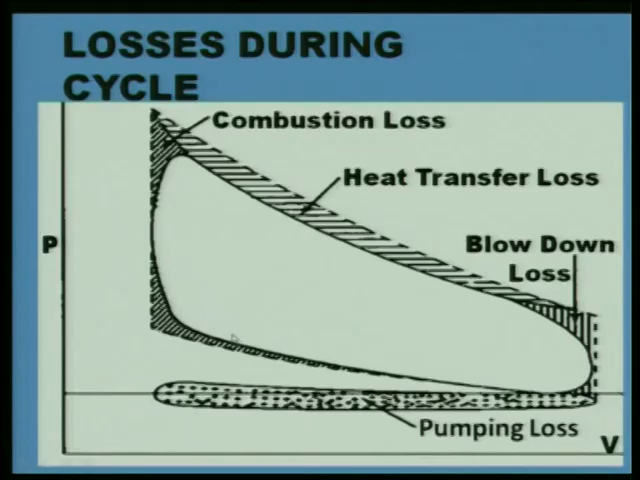 LOSSES DURING
CYCLE
Combustion Loss
Heat Transfer Loss
P
Blow Down
Loss
Pumping Loss
V